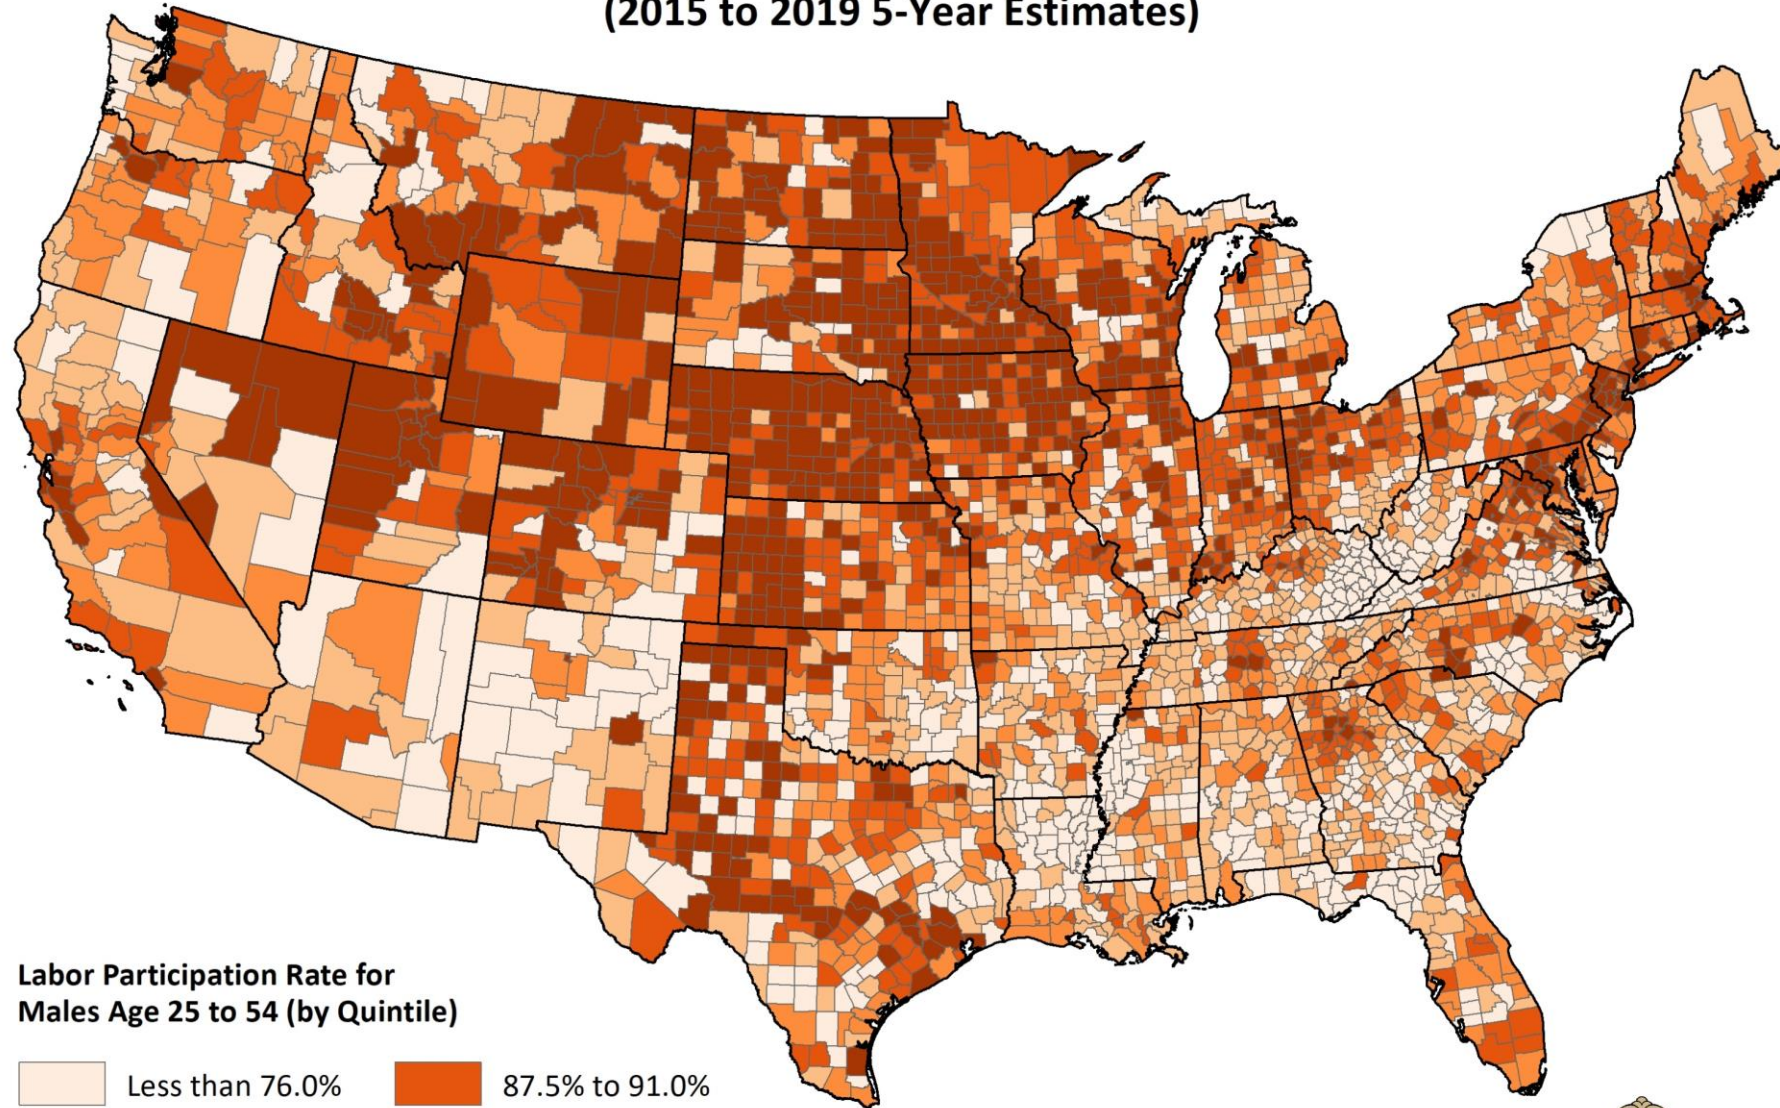 (2015 to 2019 5-Year Estimates)
Labor Participation Rate for
Males Age 25 to 54 (by Quintile)
Less than 76.0%
87.5% to 91.0%